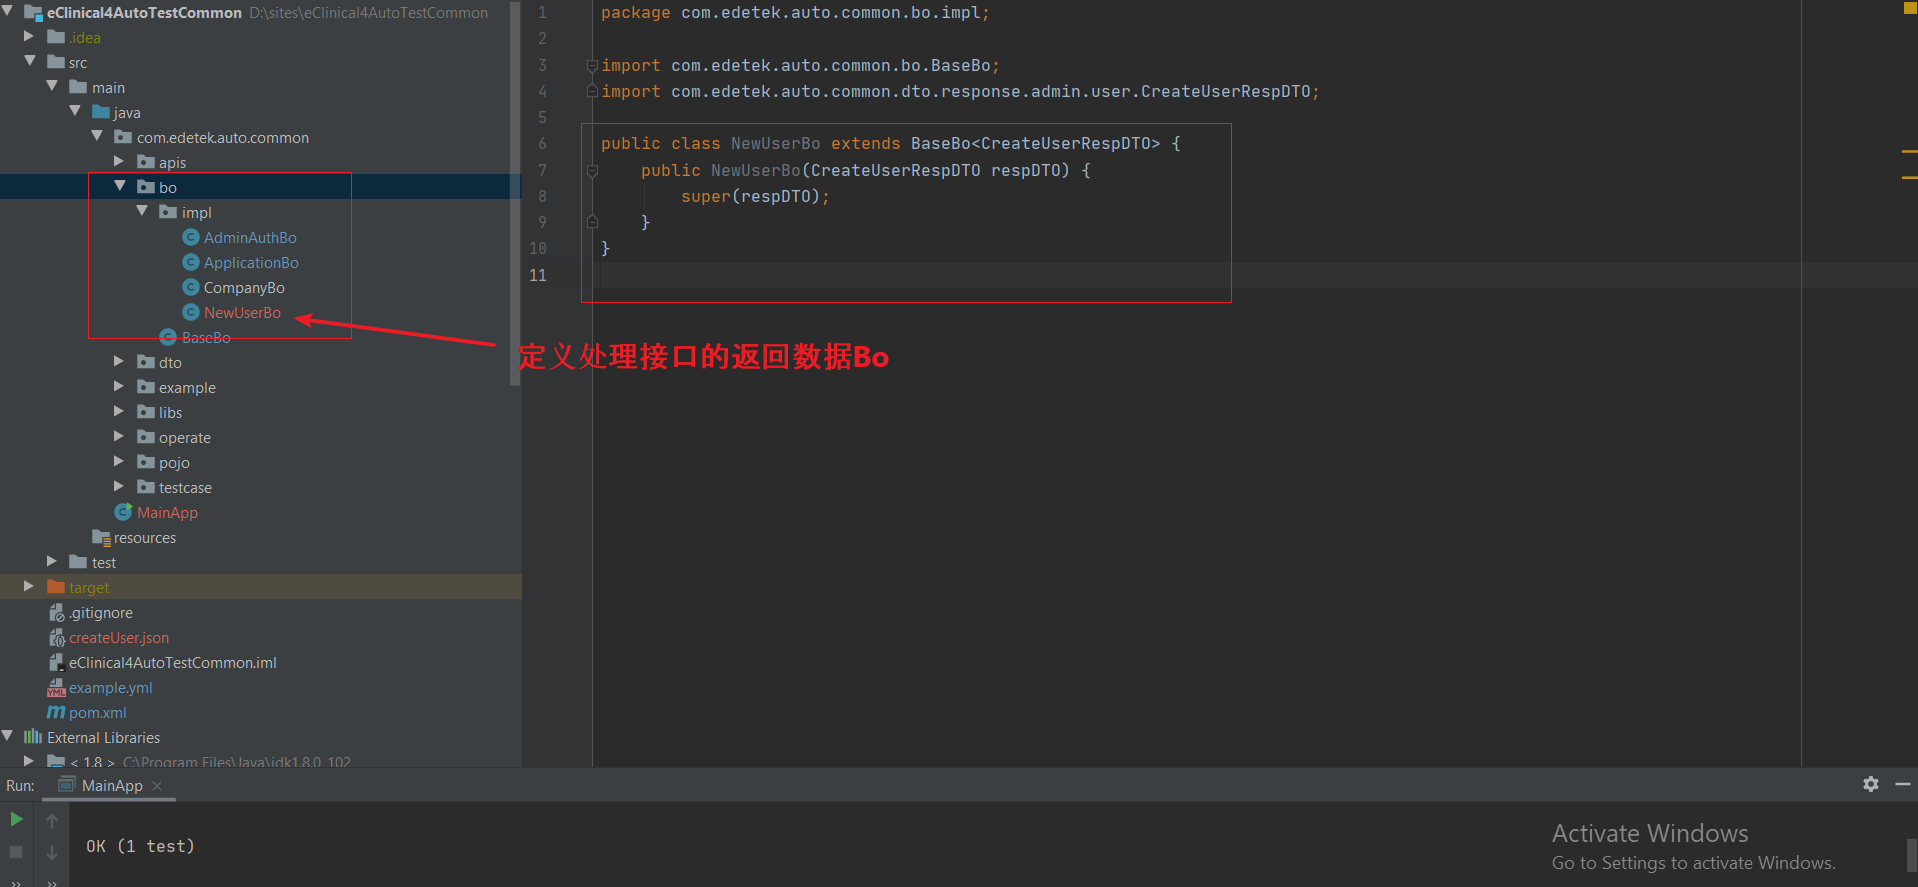 eClinical4AutoTestCommon D:\sites\eClinical4AutoTestCommon
.idea
src
main
java
com.edetek.auto.common
apis
bo
impl
AdminAuthBo
ApplicationBo
CompanyBo
NewUserBo
BaseBo
dto
example
libs
operate
pojo
testcase
MainApp
resources
test
target
.gitignore
createUser.json
eClinical4AutoTestCommon.iml
example.yml
pom.xml
External Libraries
< 1.8 > C:\Program Files\Java\jdk1.8.0_102
1 package com.edetek.auto.common.bo.impl;
2
3 import com.edetek.auto.common.bo.BaseBo;
4 import com.edetek.auto.common.dto.response.admin.user.CreateUserRespDTO;
5
6 public class NewUserBo extends BaseBo<CreateUserRespDTO> {
7 public NewUserBo(CreateUserRespDTO respDTO) {
8 super(respDTO);
9 }
10 }
11
定义处理接口的返回数据Bo
Run: MainApp
OK (1 test)
Activate Windows
Go to Settings to activate Windows.